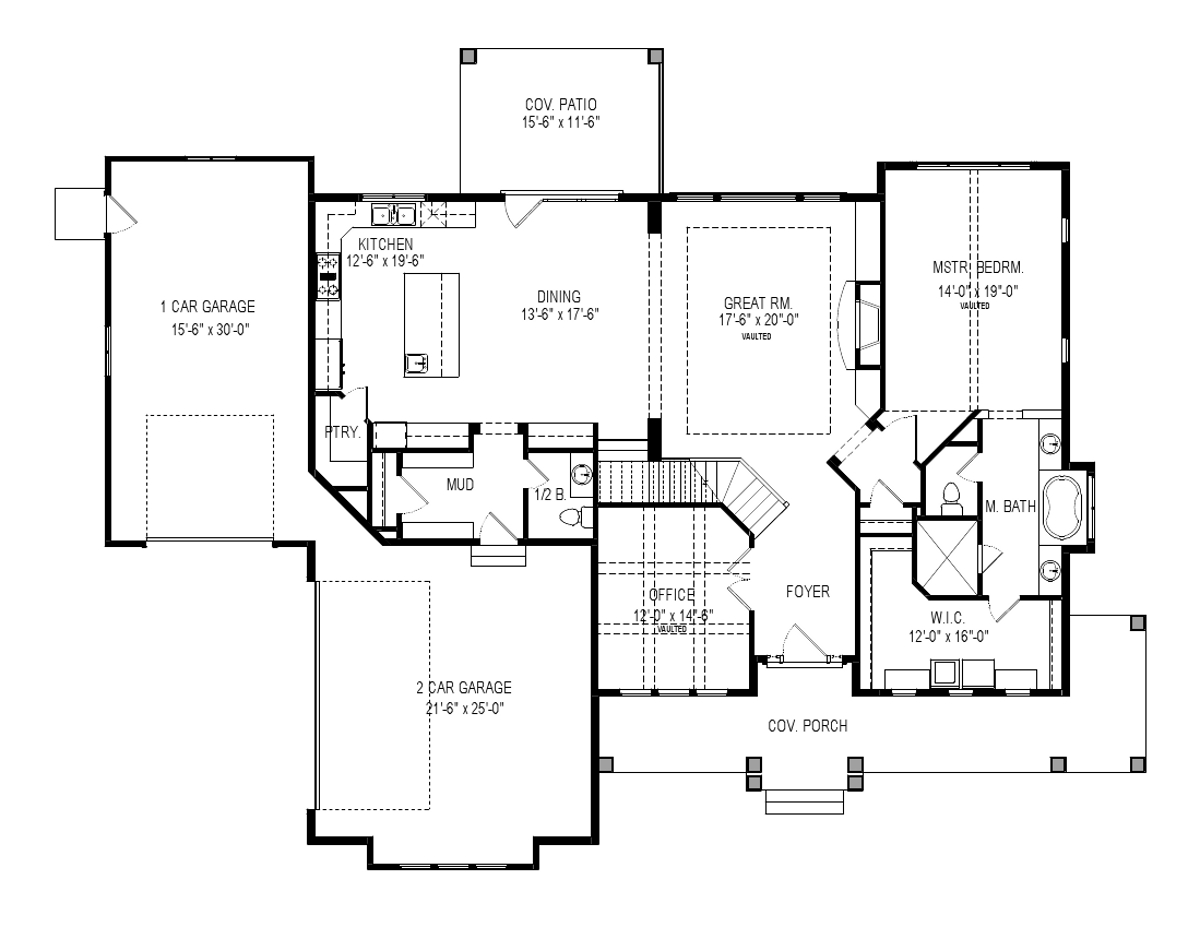 COV. PATIO
15'-6" x 11'-6"
KITCHEN
12'-6" x 19'-6"
MSTR. BEDRM.
14'-0" x 19'-0"
VAULTED
1 CAR GARAGE
15'-6" x 30'-0"
DINING
13'-6" x 17'-6"
GREAT RM.
17'-6" x 20'-0"
VAULTED
PTRY.
MUD
1/2 B.
M. BATH
OFFICE
12'-0" x 14'-6"
VAULTED
FOYER
W.I.C.
12'-0" x 16'-0"
2 CAR GARAGE
21'-6" x 25'-0"
COV. PORCH